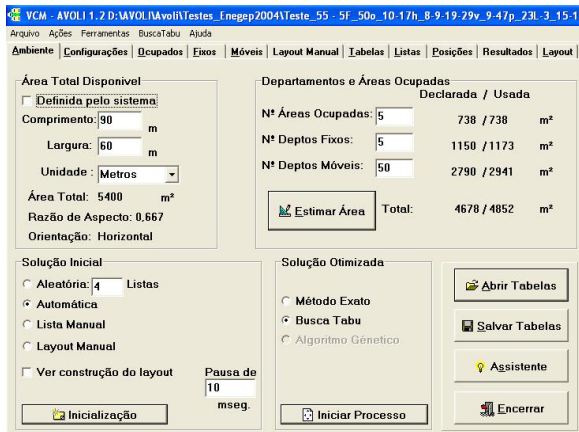 VCM - AVOLI 1.2 D:\AVOLI\Avoli\Testes_Enegep2004\Teste_55 - 5F_50o_10-17h_8-9-19-29v_9-47p_23L-3_15-1
Arquivo Ações Ferramentas BuscaTabu Ajuda
Ambiente Configurações Ocupados Fixos Móveis Layout Manual Tabelas Listas Posições Resultados Layout
Área Total Disponivel
Definida pelo sistema
Comprimento: 90 m
Largura: 60 m
Unidade : Metros
Área Total: 5400 m²
Razão de Aspecto: 0,667
Orientação: Horizontal
Departamentos e Áreas Ocupadas
Declarada / Usada
Nº Áreas Ocupadas: 5 738 / 738 m²
Nº Deptos Fixos: 5 1150 / 1173 m²
Nº Deptos Móveis: 50 2790 / 2941 m²
Estimar Área Total: 4678 / 4852 m²
Solução Inicial
Aleatória: 4 Listas
Automática
Lista Manual
Layout Manual
Ver construção do layout Pausa de
10
mseg.
Inicialização
Solução Otimizada
Método Exato
Busca Tabu
Algoritmo Génetico
Iniciar Processo
Abrir Tabelas
Salvar Tabelas
Assistente
Encerrar